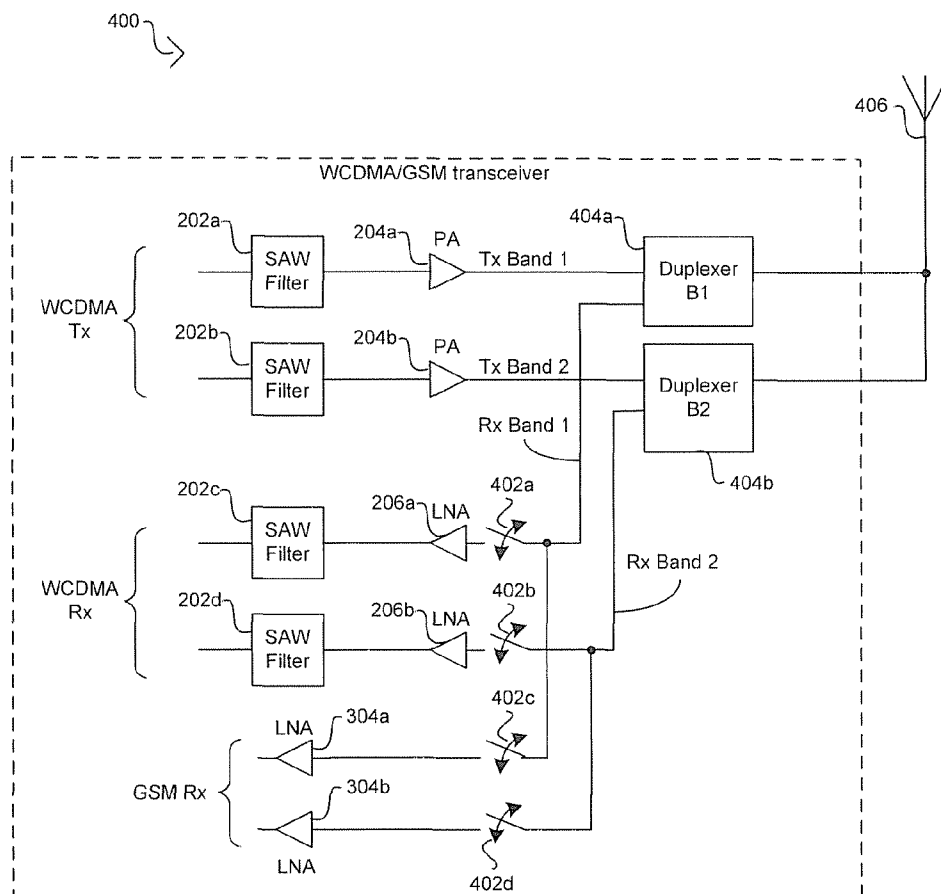 400
406
WCDMA/GSM transceiver
202a
204a
PA
404a
SAW
Filter
Tx Band 1
Duplexer
B1
WCDMA
Tx
202b
204b
PA
SAW
Filter
Tx Band 2
Duplexer
B2
Rx Band 1
404b
202c
206a
LNA
402a
SAW
Filter
WCDMA
Rx
Rx Band 2
202d
206b
LNA
402b
SAW
Filter
LNA
304a
402c
GSM Rx
304b
LNA
402d